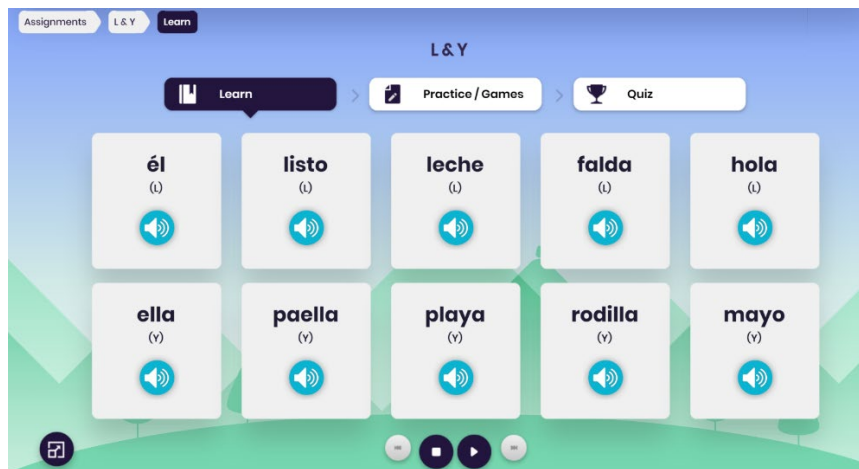 Assignments L & Y Learn
L & Y
Learn Practice / Games Quiz
él listo leche falda hola
(L) (L) (L) (L) (L)
ella paella playa rodilla mayo
(Y) (Y) (Y) (Y) (Y)